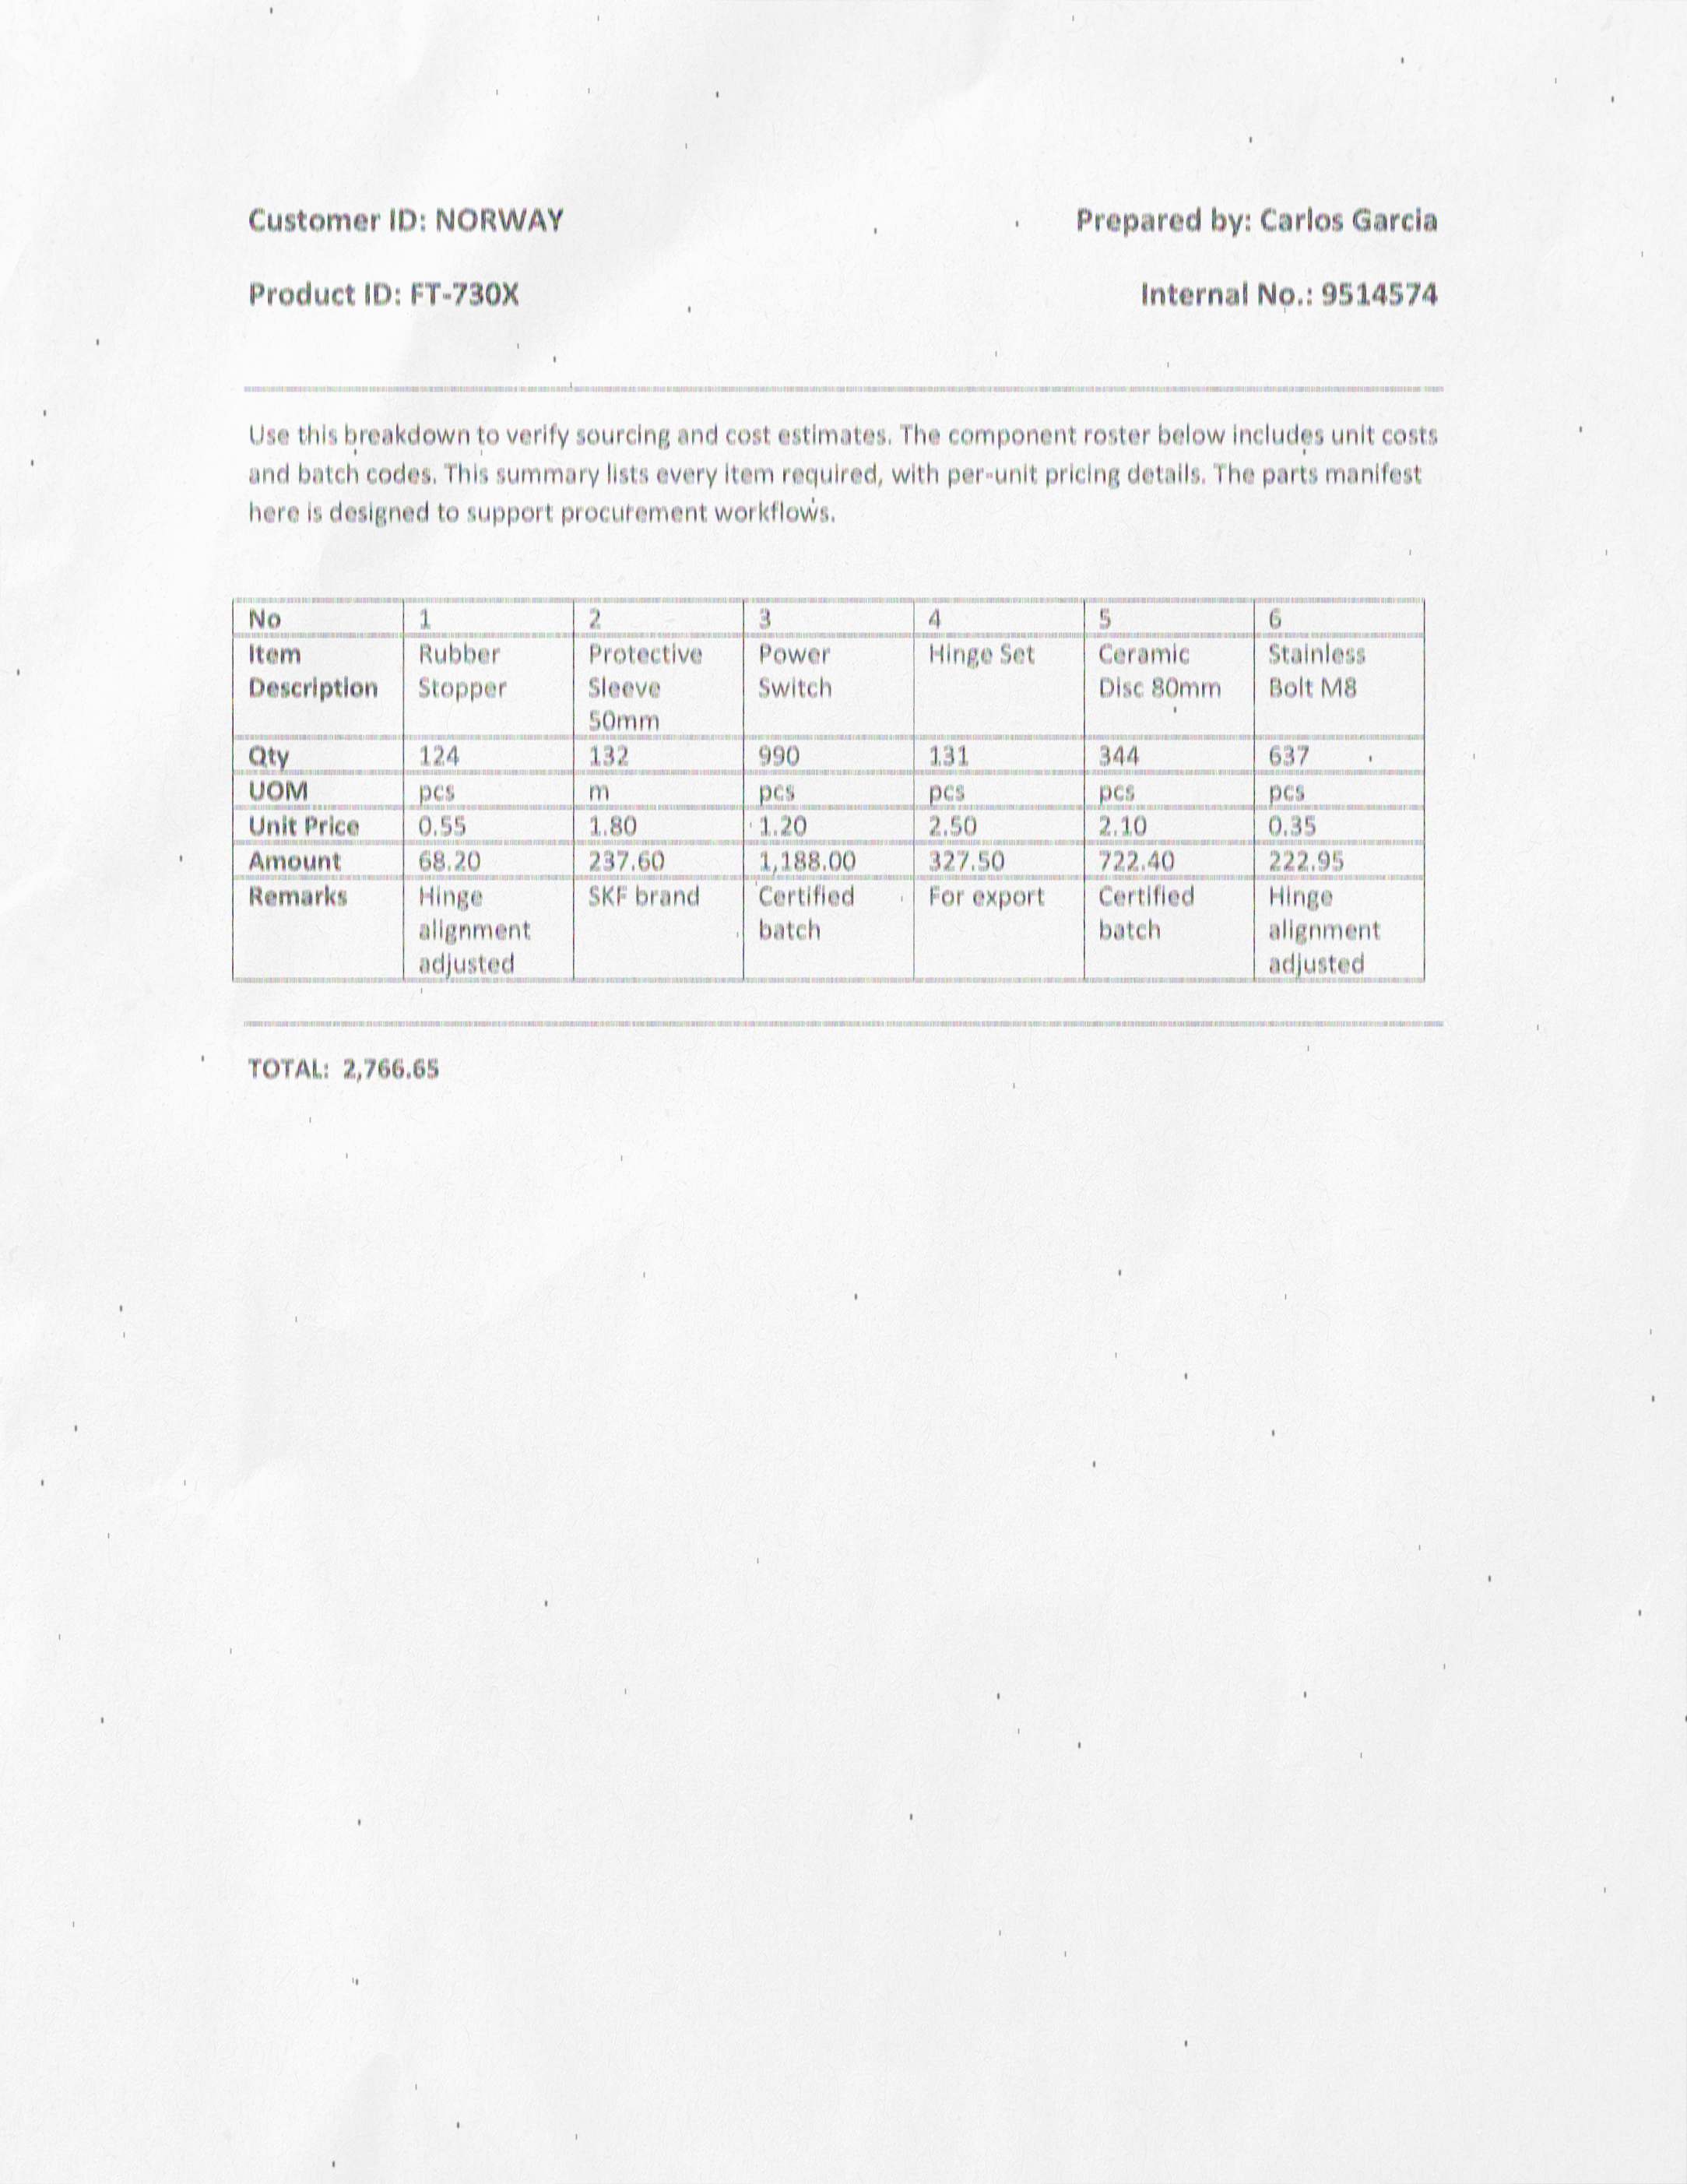 Customer ID: NORWAY Prepared by: Carlos Garcia
Product ID: FT-730X Internal No.: 9514574
Use this breakdown to verify sourcing and cost estimates. The component roster below includes unit costs
and batch codes. This summary lists every item required, with per-unit pricing details. The parts manifest
here is designed to support procurement workflows.
No 1 2 3 4 5 6
Item Rubber Protective Power Hinge Set Ceramic Stainless
Description Stopper Sleeve Switch Disc 80mm Bolt M8
50mm
Qty 124 132 990 131 344 637
UOM pcs m pcs pcs pcs pcs
Unit Price 0.55 1.80 1.20 2.50 2.10 0.35
Amount 68.20 237.60 1,188.00 327.50 722.40 222.95
Remarks Hinge SKF brand Certified For export Certified Hinge
alignment batch batch alignment
adjusted adjusted
TOTAL: 2,766.65